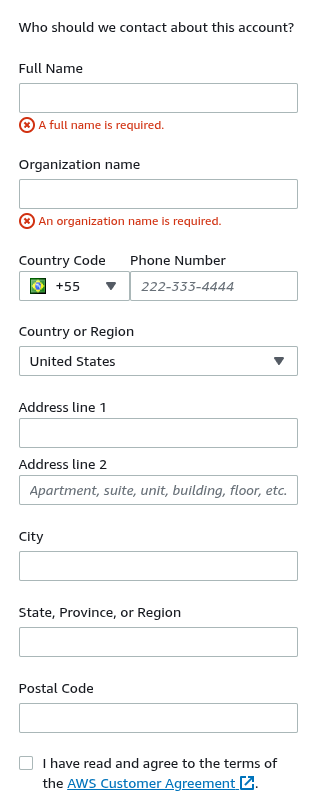 Who should we contact about this account?
Full Name
A full name is required.
Organization name
An organization name is required.
Country Code Phone Number
+55 222-333-4444
Country or Region
United States
Address line 1
Address line 2
Apartment, suite, unit, building, floor, etc.
City
State, Province, or Region
Postal Code
I have read and agree to the terms of
the AWS Customer Agreement.